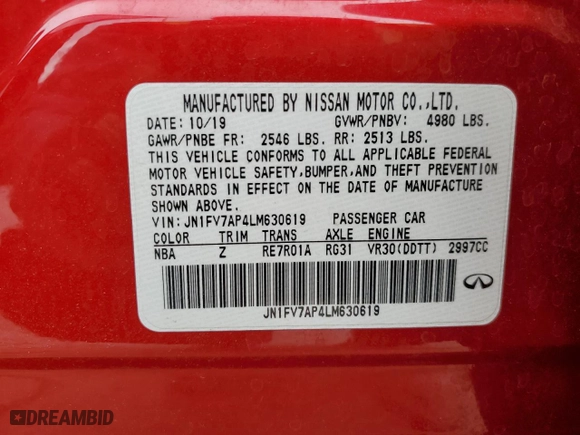 MANUFACTURED BY NISSAN MOTOR CO.,LTD.
DATE: 10/19 GVWR/PNBV: 4980 LBS.
GAWR/PNBE FR: 2546 LBS. RR: 2513 LBS.
THIS VEHICLE CONFORMS TO ALL APPLICABLE FEDERAL
MOTOR VEHICLE SAFETY,BUMPER,AND THEFT PREVENTION
STANDARDS IN EFFECT ON THE DATE OF MANUFACTURE
SHOWN ABOVE.
VIN: JN1FV7AP4LM630619 PASSENGER CAR
COLOR TRIM TRANS AXLE ENGINE
NBA Z RE7R01A RG31 VR30(DDTT) 2997CC
JN1FV7AP4LM630619
DREAMBID